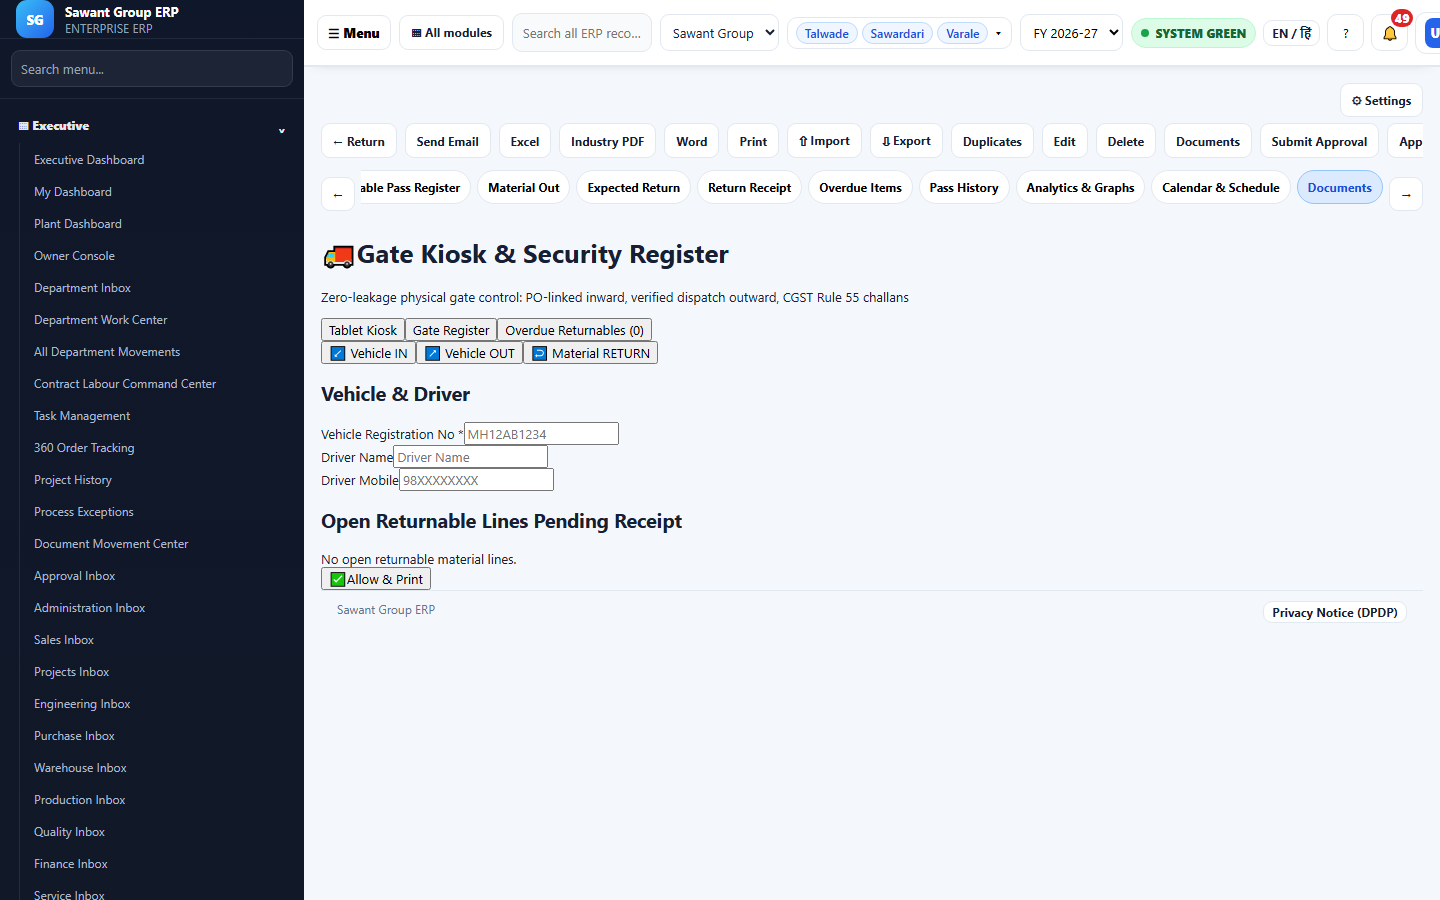 SG
Sawant Group ERP
ENTERPRISE ERP
Search menu...
Executive
Executive Dashboard
My Dashboard
Plant Dashboard
Owner Console
Department Inbox
Department Work Center
All Department Movements
Contract Labour Command Center
Task Management
360 Order Tracking
Project History
Process Exceptions
Document Movement Center
Approval Inbox
Administration Inbox
Sales Inbox
Projects Inbox
Engineering Inbox
Purchase Inbox
Warehouse Inbox
Production Inbox
Quality Inbox
Finance Inbox
Service Inbox
☰ Menu All modules Search all ERP reco... Sawant Group Talwade Sawardari Varale FY 2026-27 SYSTEM GREEN EN / हिं ? 49 U
⚙ Settings
← Return Send Email Excel Industry PDF Word Print ⇧ Import ⇩ Export Duplicates Edit Delete Documents Submit Approval App
← able Pass Register Material Out Expected Return Return Receipt Overdue Items Pass History Analytics & Graphs Calendar & Schedule Documents →
Gate Kiosk & Security Register
Zero-leakage physical gate control: PO-linked inward, verified dispatch outward, CGST Rule 55 challans
Tablet Kiosk Gate Register Overdue Returnables (0)
↙ Vehicle IN ↗ Vehicle OUT ↩ Material RETURN
Vehicle & Driver
Vehicle Registration No * MH12AB1234
Driver Name Driver Name
Driver Mobile 98XXXXXXXX
Open Returnable Lines Pending Receipt
No open returnable material lines.
✅ Allow & Print
Sawant Group ERP Privacy Notice (DPDP)